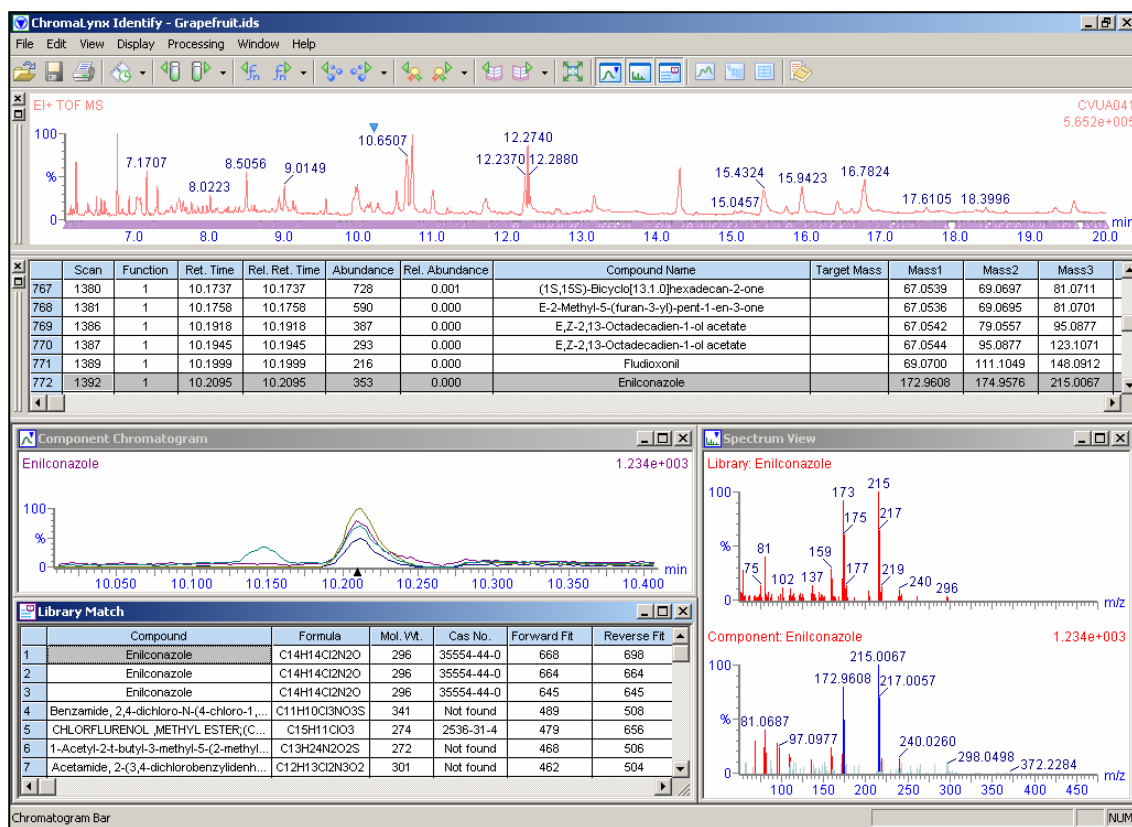 ChromaLynx Identify - Grapefruit.ids
File Edit View Display Processing Window Help
EI+ TOF MS CVUA041
5.652e+005
100
%
0
7.1707 8.0223 8.5056 9.0149 10.6507 12.2370 12.2740 12.2880 15.0457 15.4324 15.9423 16.7824 17.6105 18.3996
7.0 8.0 9.0 10.0 11.0 12.0 13.0 14.0 15.0 16.0 17.0 18.0 19.0 20.0 min
Scan Function Ret. Time Rel. Ret. Time Abundance Rel. Abundance Compound Name Target Mass Mass1 Mass2 Mass3
767 1380 1 10.1737 10.1737 728 0.001 (1S,15S)-Bicyclo[13.1.0]hexadecan-2-one 67.0539 69.0697 81.0711
768 1381 1 10.1758 10.1758 590 0.000 E-2-Methyl-5-(furan-3-yl)-pent-1-en-3-one 67.0536 69.0695 81.0701
769 1386 1 10.1918 10.1918 387 0.000 E,Z-2,13-Octadecadien-1-ol acetate 67.0542 79.0557 95.0877
770 1387 1 10.1945 10.1945 293 0.000 E,Z-2,13-Octadecadien-1-ol acetate 67.0544 95.0877 123.1071
771 1389 1 10.1999 10.1999 216 0.000 Fludioxonil 69.0700 111.1049 148.0912
772 1392 1 10.2095 10.2095 353 0.000 Enilconazole 172.9608 174.9576 215.0067
Component Chromatogram
Enilconazole 1.234e+003
100
%
0
10.050 10.100 10.150 10.200 10.250 10.300 10.350 10.400 min
Library Match
Compound Formula Mol. Wt. Cas No. Forward Fit Reverse Fit
1 Enilconazole C14H14Cl2N2O 296 35554-44-0 668 698
2 Enilconazole C14H14Cl2N2O 296 35554-44-0 664 664
3 Enilconazole C14H14Cl2N2O 296 35554-44-0 645 645
4 Benzamide, 2,4-dichloro-N-(4-chloro-1,... C11H10Cl3NO3S 341 Not found 489 508
5 CHLORFLURENOL ,METHYL ESTER;(C... C15H11ClO3 274 2536-31-4 479 656
6 1-Acetyl-2-t-butyl-3-methyl-5-(2-methyl... C13H24N2O2S 272 Not found 468 506
7 Acetamide, 2-(3,4-dichlorobenzylidenh... C12H13Cl2N3O2 301 Not found 462 504
Spectrum View
Library: Enilconazole
100
%
0
75 81 102 137 159 173 175 177 215 217 219 240 296
m/z
Component: Enilconazole 1.234e+003
100
%
0
81.0687 97.0977 172.9608 215.0067 217.0057 240.0260 298.0498 372.2284
100 150 200 250 300 350 400 450 m/z
Chromatogram Bar NUM